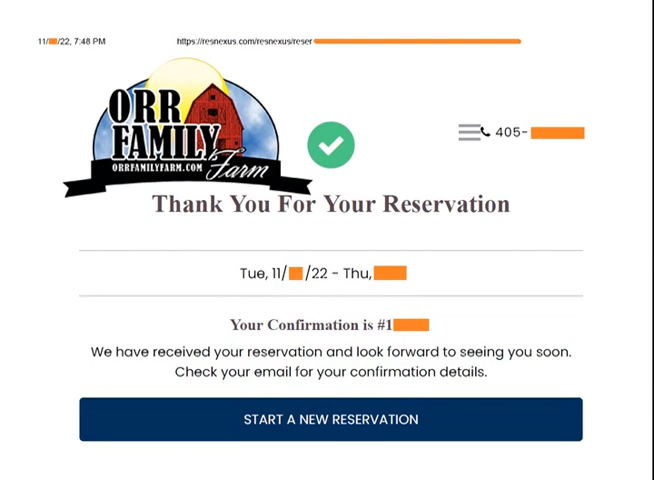 11/ /22, 7:48 PM
https://resnexus.com/resnexus/reser
ORR
FAMILY
ORRFAMILYFARM.COM
Farm
405-
Thank You For Your Reservation
Tue, 11/ /22 - Thu,
Your Confirmation is #1
We have received your reservation and look forward to seeing you soon.
Check your email for your confirmation details.
START A NEW RESERVATION